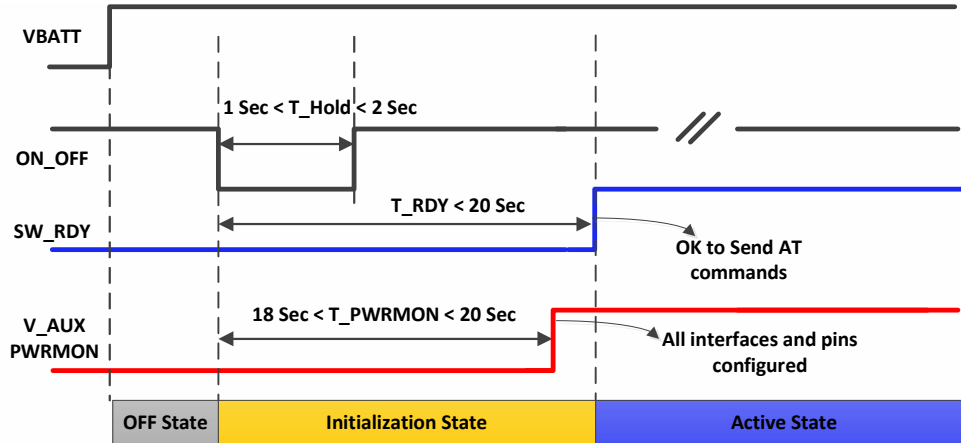 VBATT
1 Sec < T_Hold < 2 Sec
ON_OFF
T_RDY < 20 Sec
SW_RDY
OK to Send AT
commands
18 Sec < T_PWRMON < 20 Sec
V_AUX
PWRMON
All interfaces and pins
configured
OFF State
Initialization State
Active State